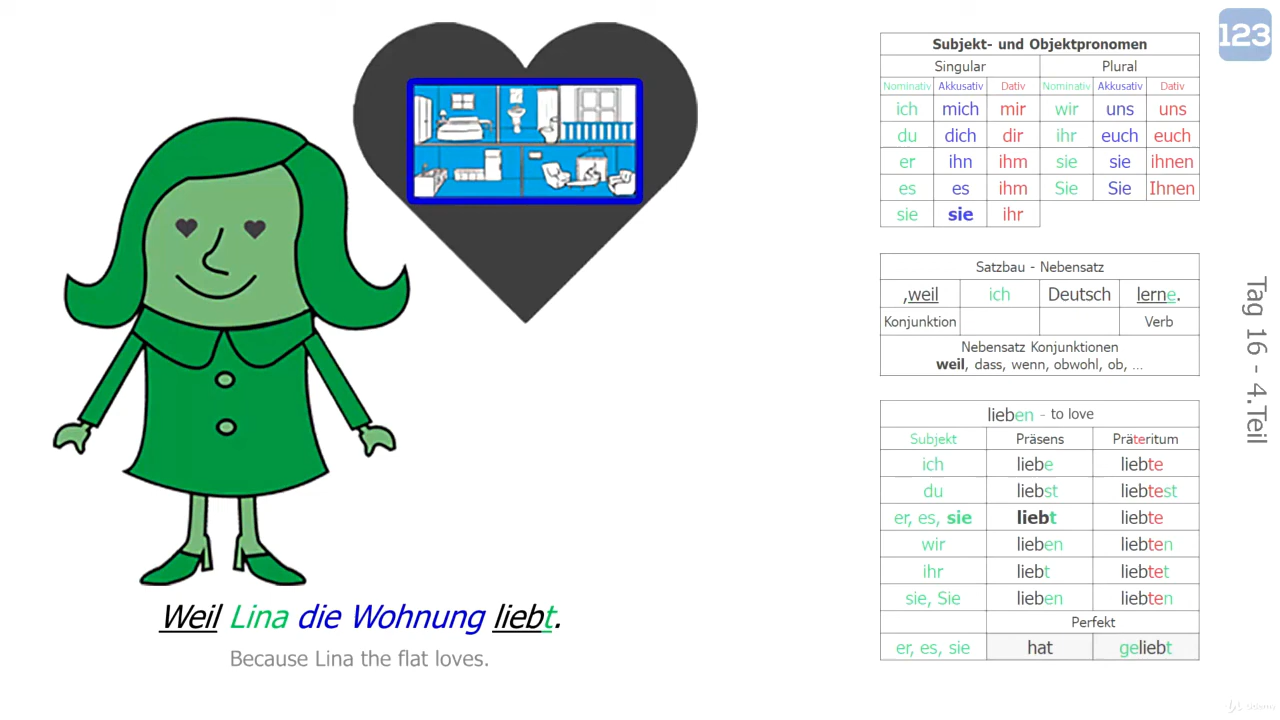 123
Subjekt- und Objektpronomen
Singular Plural
Nominativ Akkusativ Dativ Nominativ Akkusativ Dativ
ich mich mir wir uns uns
du dich dir ihr euch euch
er ihn ihm sie sie ihnen
es es ihm Sie Sie Ihnen
sie sie ihr
Satzbau - Nebensatz
,weil ich Deutsch lerne.
Konjunktion Verb
Nebensatz Konjunktionen
weil, dass, wenn, obwohl, ob, ...
Tag 16 - 4.Teil
lieben - to love
Subjekt Präsens Präteritum
ich liebe liebte
du liebst liebtest
er, es, sie liebt liebte
wir lieben liebten
ihr liebt liebtet
sie, Sie lieben liebten
Perfekt
er, es, sie hat geliebt
Weil Lina die Wohnung liebt.
Because Lina the flat loves.